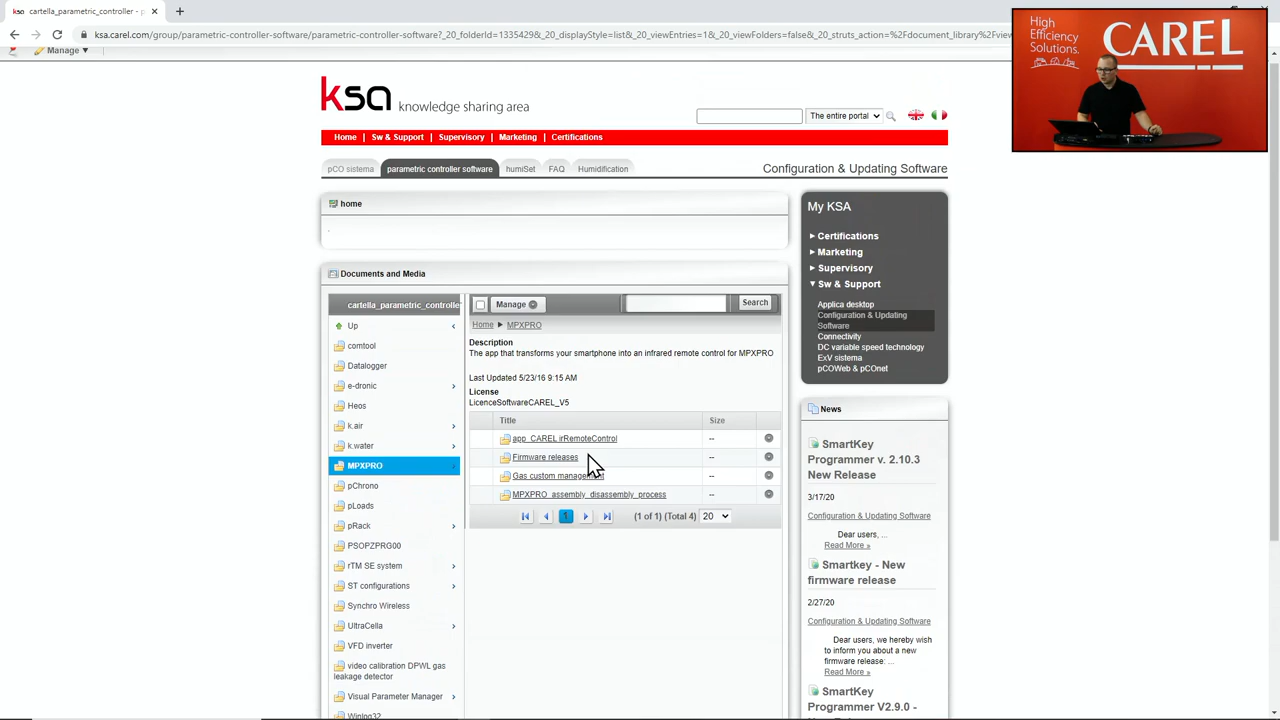 cartella_parametric_controller - p
ksa.carel.com/group/parametric-controller-software/parametric-controller-software?_20_folderId=1335429&_20_displayStyle=list&_20_viewEntries=1&_20_viewFolders=false&_20_struts_action=%2Fdocument_library%2Fview
Manage
High
Efficiency
Solutions.
CAREL
ksa knowledge sharing area
The entire portal
Home | Sw & Support | Supervisory | Marketing | Certifications
pCO sistema parametric controller software humiSet FAQ Humidification
Configuration & Updating Software
home
.
Documents and Media
cartella_parametric_controlle
Up
comtool
Datalogger
e-dronic
Heos
k.air
k.water
MPXPRO
pChrono
pLoads
pRack
PSOPZPRG00
rTM SE system
ST configurations
Synchro Wireless
UltraCella
VFD inverter
video calibration DPWL gas
leakage detector
Visual Parameter Manager
Winlog32
Manage Search
Home MPXPRO
Description
The app that transforms your smartphone into an infrared remote control for MPXPRO
Last Updated 5/23/16 9:15 AM
License
LicenceSoftwareCAREL_V5
Title Size
app_CAREL irRemoteControl --
Firmware releases --
Gas custom management --
MPXPRO_assembly_disassembly_process --
1 (1 of 1) (Total 4) 20
My KSA
Certifications
Marketing
Supervisory
Sw & Support
Applica desktop
Configuration & Updating
Software
Connectivity
DC variable speed technology
ExV sistema
pCOWeb & pCOnet
News
SmartKey
Programmer v. 2.10.3
New Release
3/17/20
Configuration & Updating Software
Dear users, ...
Read More »
Smartkey - New
firmware release
2/27/20
Configuration & Updating Software
Dear users, we hereby wish
to inform you about a new
firmware release: ...
Read More »
SmartKey
Programmer V2.9.0 -